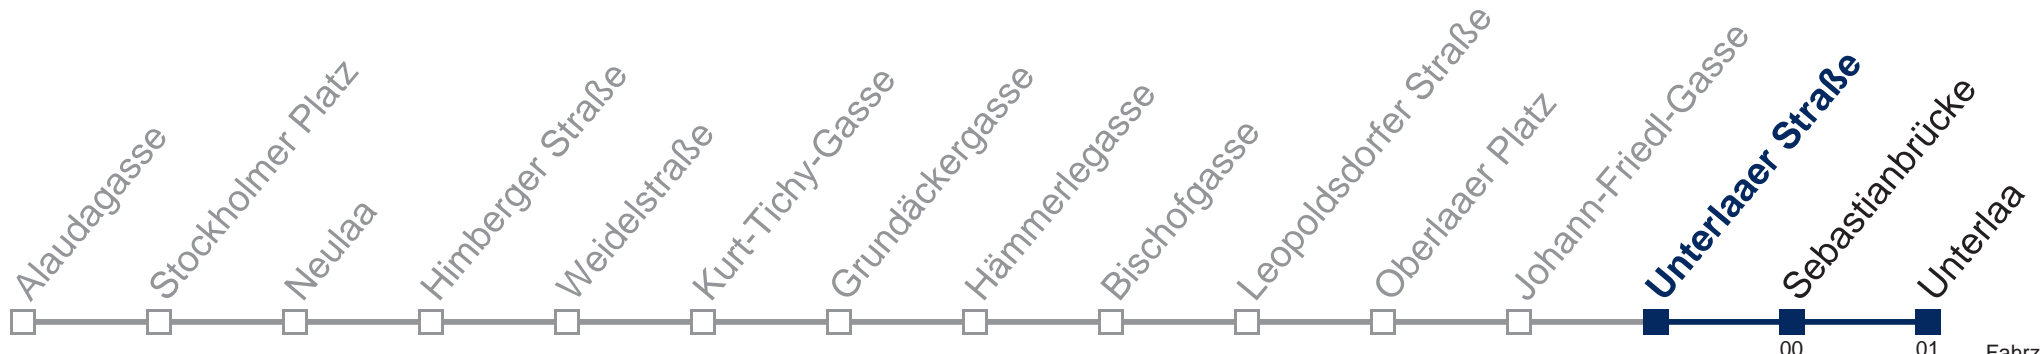 Alaudagasse
Stockholmer Platz
Neulaa
Himberger Straße
Weidelstraße
Kurt-Tichy-Gasse
Grundäckergasse
Hämmerlegasse
Bischofgasse
Leopoldsdorfer Straße
Oberlaaer Platz
Johann-Friedl-Gasse
Unterlaaer Straße
Sebastianbrücke
Unterlaa
00 01 Fahrz